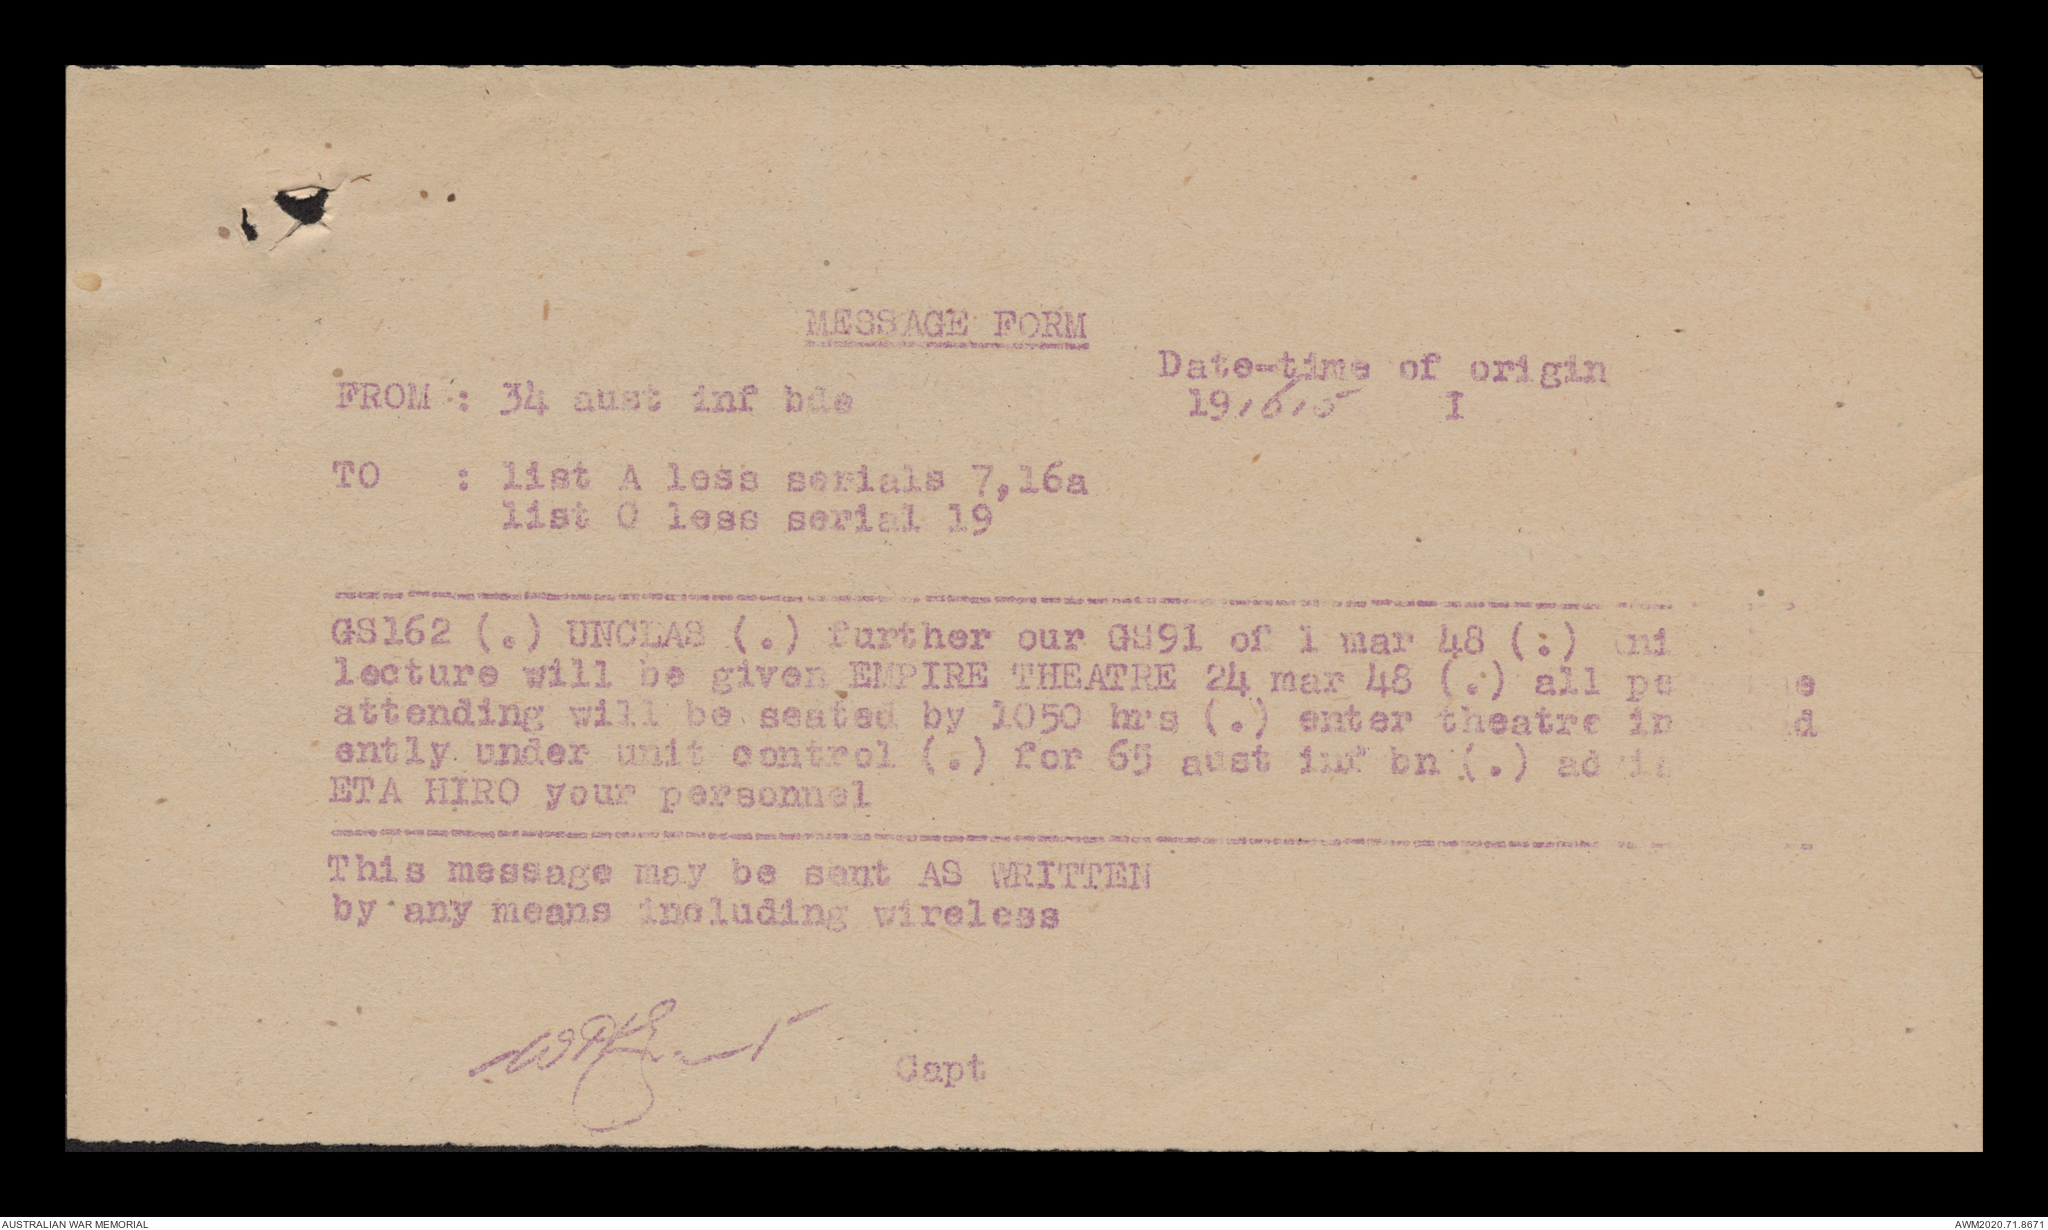 MESSAGE FORM
Date-time of origin
FROM : 34 aust inf bde
191615 I
TO : list A less serials 7,16a
list C less serial 19
GS162 (.) UNCLAS (.) further our GS91 of 1 mar 48 (:)
lecture will be given EMPIRE THEATRE 24 mar 48 (.) all
attending will be seated by 1050 hrs (.) enter theatre
ently under unit control (.) for 65 aust inf bn (.)
ETA HIRO your personnel
This message may be sent AS WRITTEN
by any means including wireless
Capt
AUSTRALIAN WAR MEMORIAL
AWM2020.71.8671